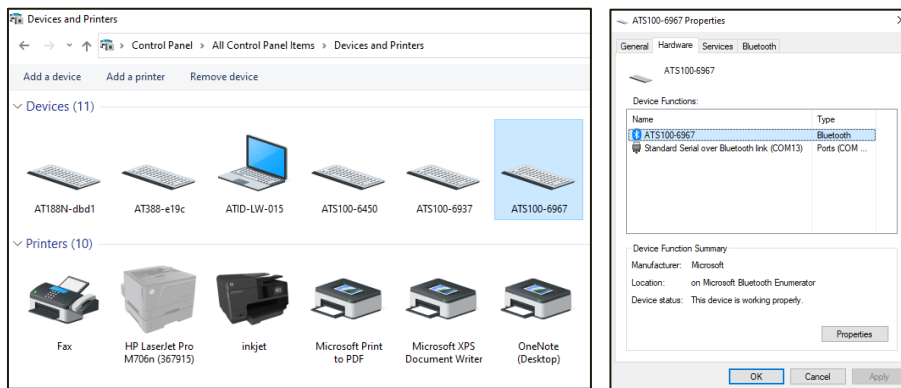 Devices and Printers
Control Panel > All Control Panel Items > Devices and Printers
Add a device Add a printer Remove device
Devices (11)
AT188N-dbd1 AT388-e19c ATID-LW-015 ATS100-6450 ATS100-6937 ATS100-6967
Printers (10)
Fax HP LaserJet Pro M706n (367915) inkjet Microsoft Print to PDF Microsoft XPS Document Writer OneNote (Desktop)
ATS100-6967 Properties
General Hardware Services Bluetooth
ATS100-6967
Device Functions:
Name Type
ATS100-6967 Bluetooth
Standard Serial over Bluetooth link (COM13) Ports (COM ...
Device Function Summary
Manufacturer: Microsoft
Location: on Microsoft Bluetooth Enumerator
Device status: This device is working properly.
Properties
OK Cancel Apply